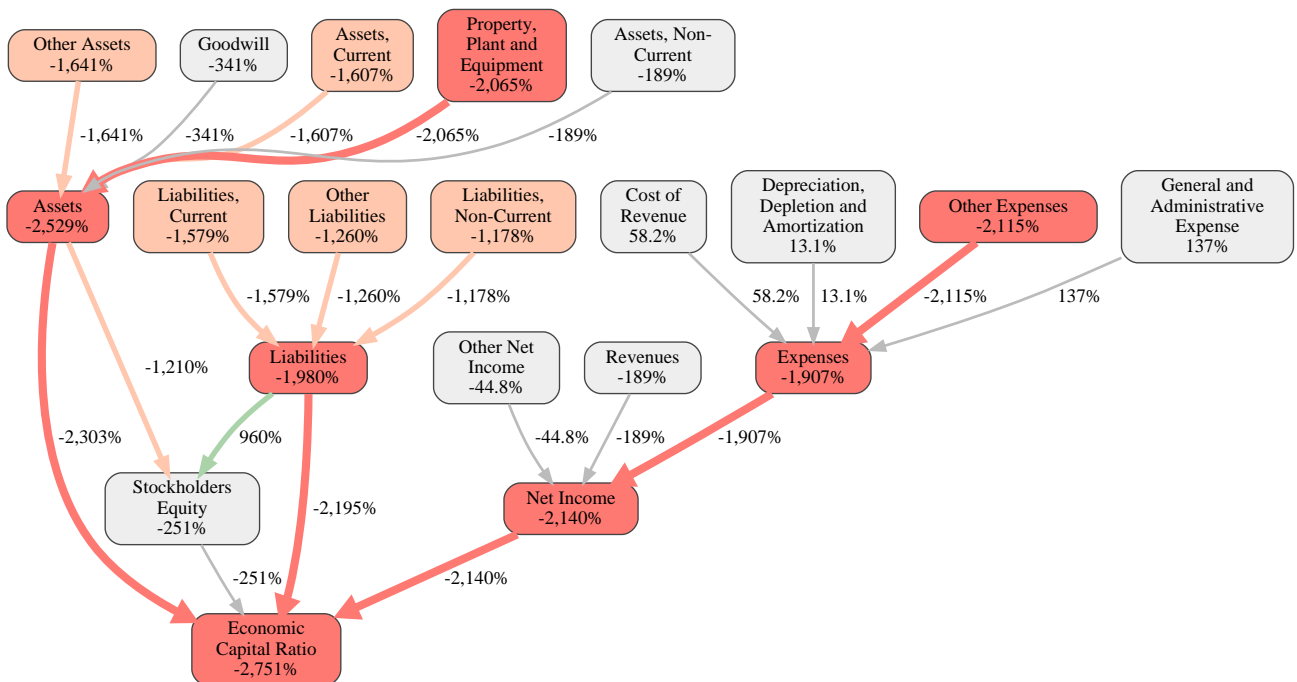 Other Assets
-1,641%
Goodwill
-341%
Assets,
Current
-1,607%
Property,
Plant and
Equipment
-2,065%
Assets, Non-
Current
-189%
-1,641%
-341%
-1,607%
-2,065%
-189%
Assets
-2,529%
Liabilities,
Current
-1,579%
Other
Liabilities
-1,260%
Liabilities,
Non-Current
-1,178%
Cost of
Revenue
58.2%
Depreciation,
Depletion and
Amortization
13.1%
Other Expenses
-2,115%
General and
Administrative
Expense
137%
-1,579%
-1,260%
-1,178%
58.2%
13.1%
-2,115%
137%
Liabilities
-1,980%
Other Net
Income
-44.8%
Revenues
-189%
Expenses
-1,907%
-1,210%
-2,303%
960%
-44.8%
-189%
-1,907%
Stockholders
Equity
-251%
-2,195%
Net Income
-2,140%
-251%
-2,140%
Economic
Capital Ratio
-2,751%